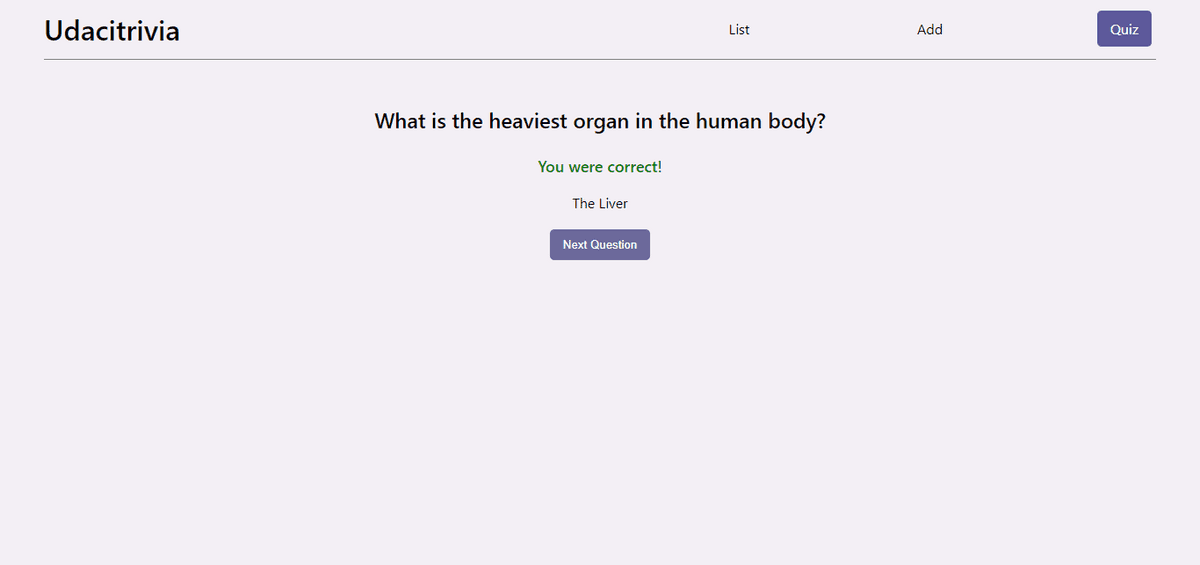 Udacitrivia
List
Add
Quiz
What is the heaviest organ in the human body?
You were correct!
The Liver
Next Question